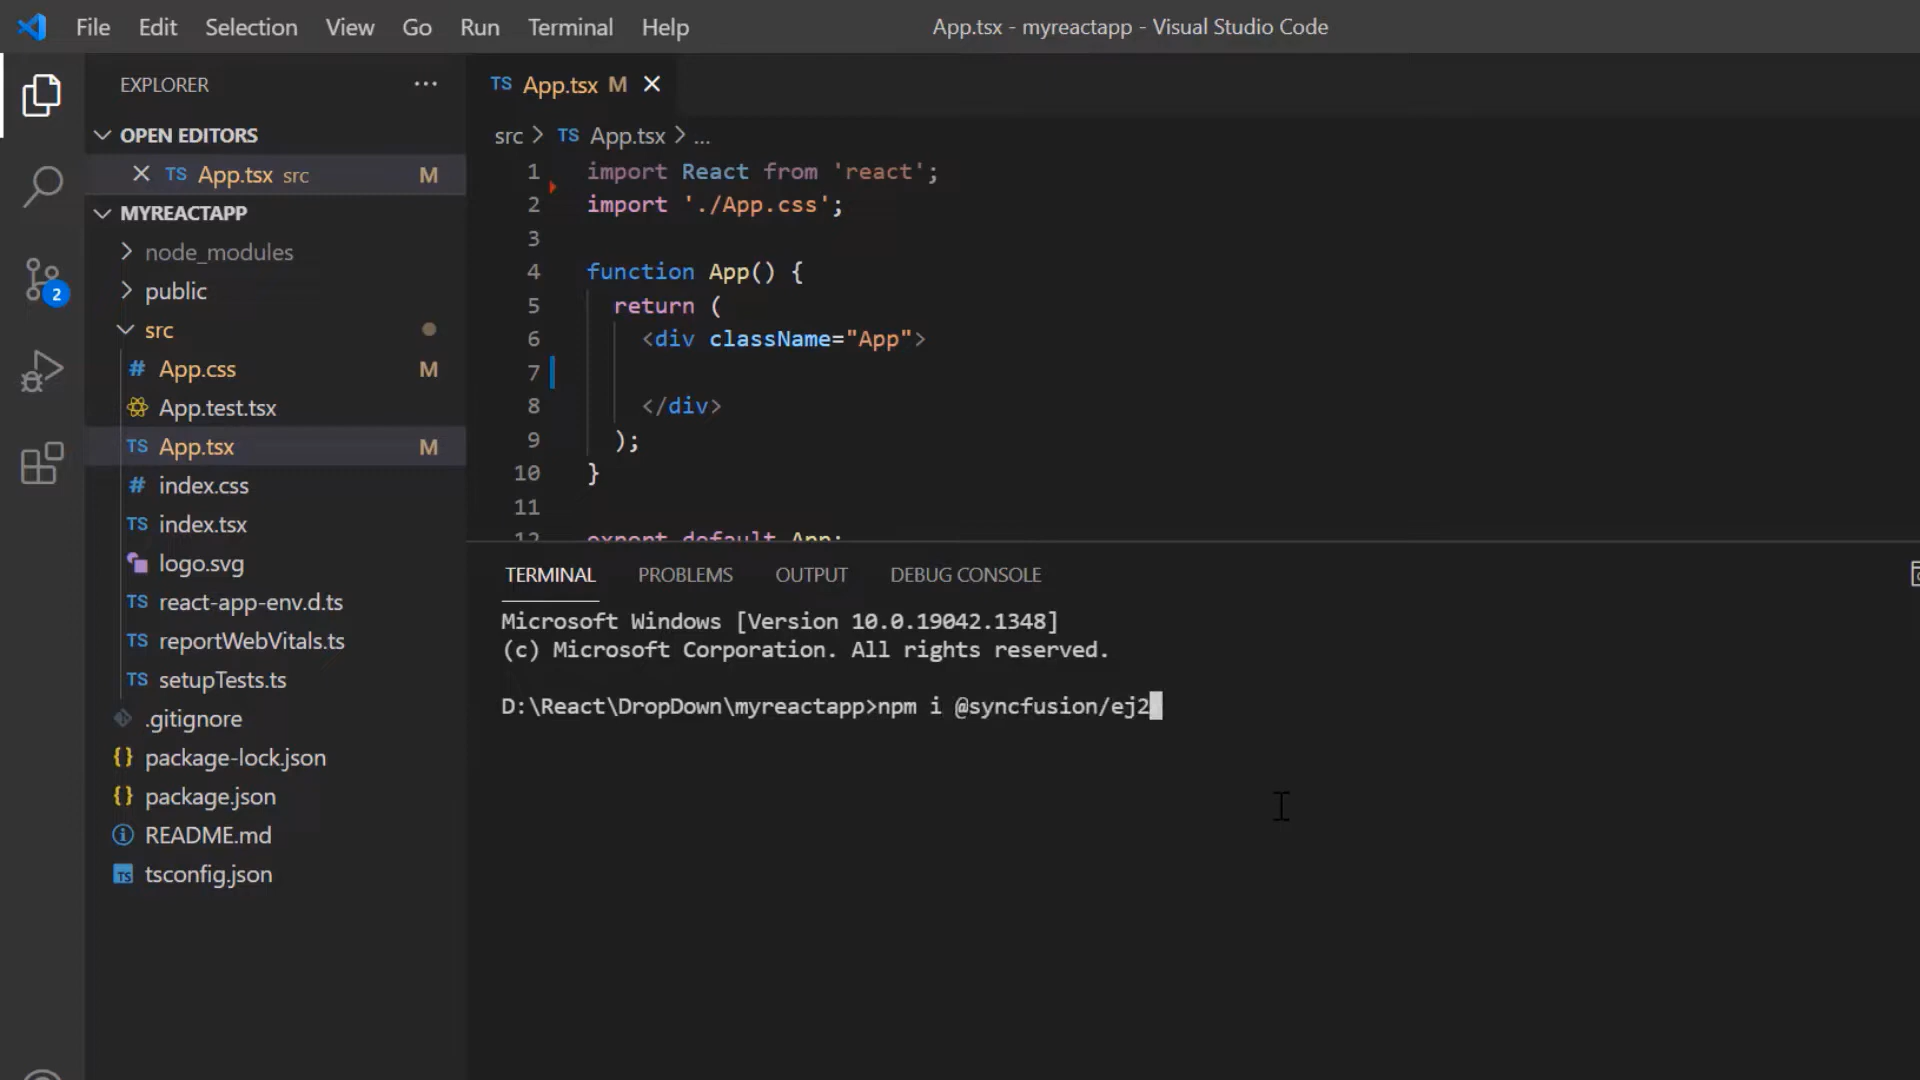 File Edit Selection View Go Run Terminal Help
App.tsx - myreactapp - Visual Studio Code
EXPLORER ...
OPEN EDITORS
TS App.tsx src M
MYREACTAPP
node_modules
public
src
# App.css M
App.test.tsx
TS App.tsx M
# index.css
TS index.tsx
logo.svg
TS react-app-env.d.ts
TS reportWebVitals.ts
TS setupTests.ts
.gitignore
{} package-lock.json
{} package.json
README.md
TS tsconfig.json
2
TS App.tsx M
src > TS App.tsx > ...
1 import React from 'react';
2 import './App.css';
3
4 function App() {
5 return (
6 <div className="App">
7
8 </div>
9 );
10 }
11
12 export default App;
TERMINAL PROBLEMS OUTPUT DEBUG CONSOLE
Microsoft Windows [Version 10.0.19042.1348]
(c) Microsoft Corporation. All rights reserved.
D:\React\DropDown\myreactapp>npm i @syncfusion/ej2